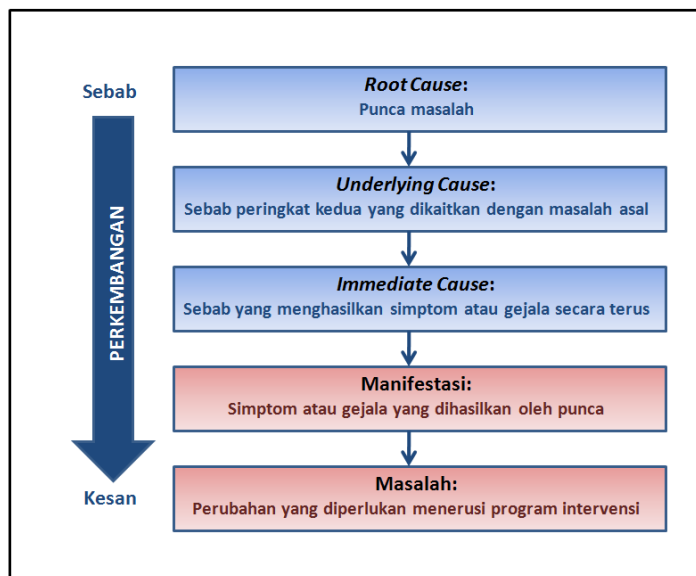 Sebab
PERKEMBANGAN
Kesan
Root Cause:
Punca masalah
Underlying Cause:
Sebab peringkat kedua yang dikaitkan dengan masalah asal
Immediate Cause:
Sebab yang menghasilkan simptom atau gejala secara terus
Manifestasi:
Simptom atau gejala yang dihasilkan oleh punca
Masalah:
Perubahan yang diperlukan menerusi program intervensi